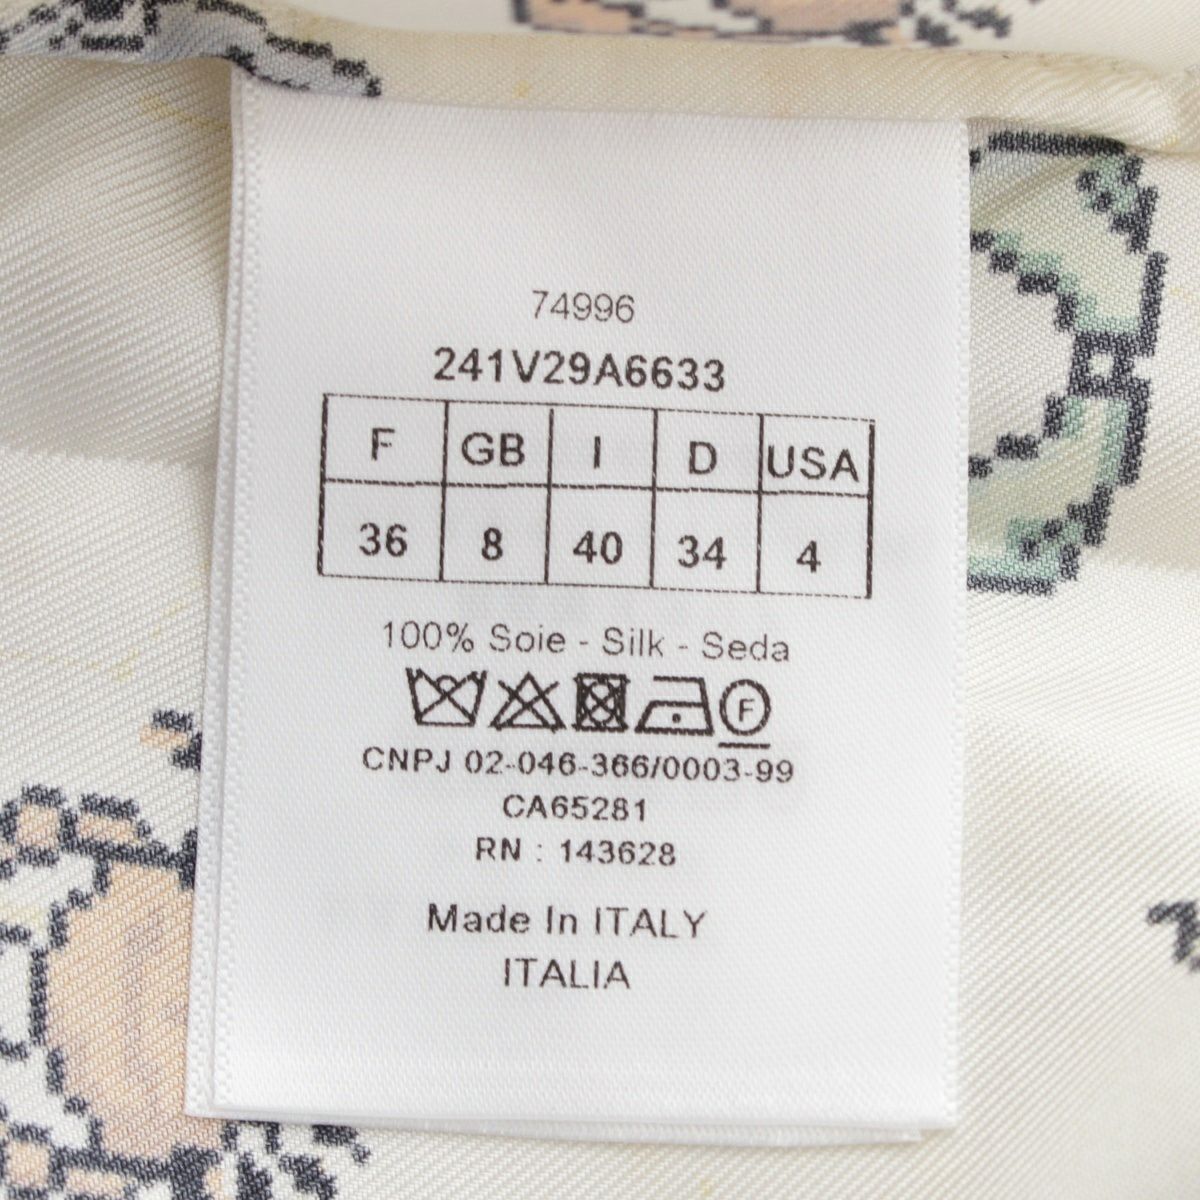 74996
241V29A6633
F GB I D USA
36 8 40 34 4
100% Soie - Silk - Seda
F
CNPJ 02-046-366/0003-99
CA65281
RN : 143628
Made In ITALY
ITALIA